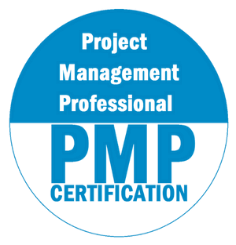 Project
Management
Professional
PMP
CERTIFICATION